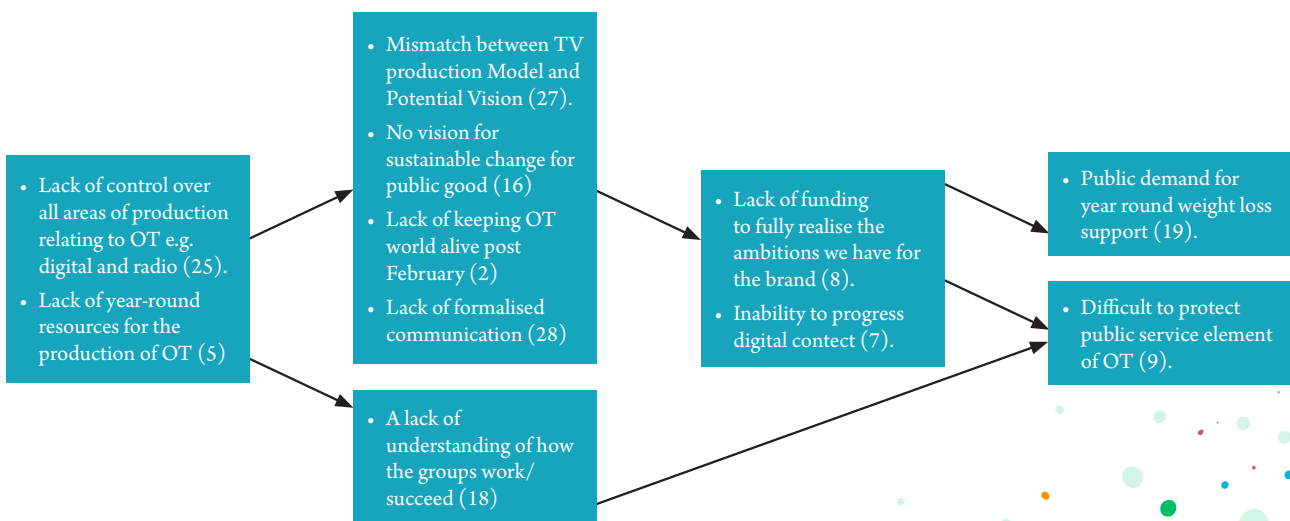 • Lack of control over
all areas of production
relating to OT e.g.
digital and radio (25).
• Lack of year-round
resources for the
production of OT (5)
• Mismatch between TV
production Model and
Potential Vision (27).
• No vision for
sustainable change for
public good (16)
• Lack of keeping OT
world alive post
February (2)
• Lack of formalised
communication (28)
• A lack of
understanding of how
the groups work/
succeed (18)
• Lack of funding
to fully realise the
ambitions we have for
the brand (8).
• Inability to progress
digital contect (7).
• Public demand for
year round weight loss
support (19).
• Difficult to protect
public service element
of OT (9).